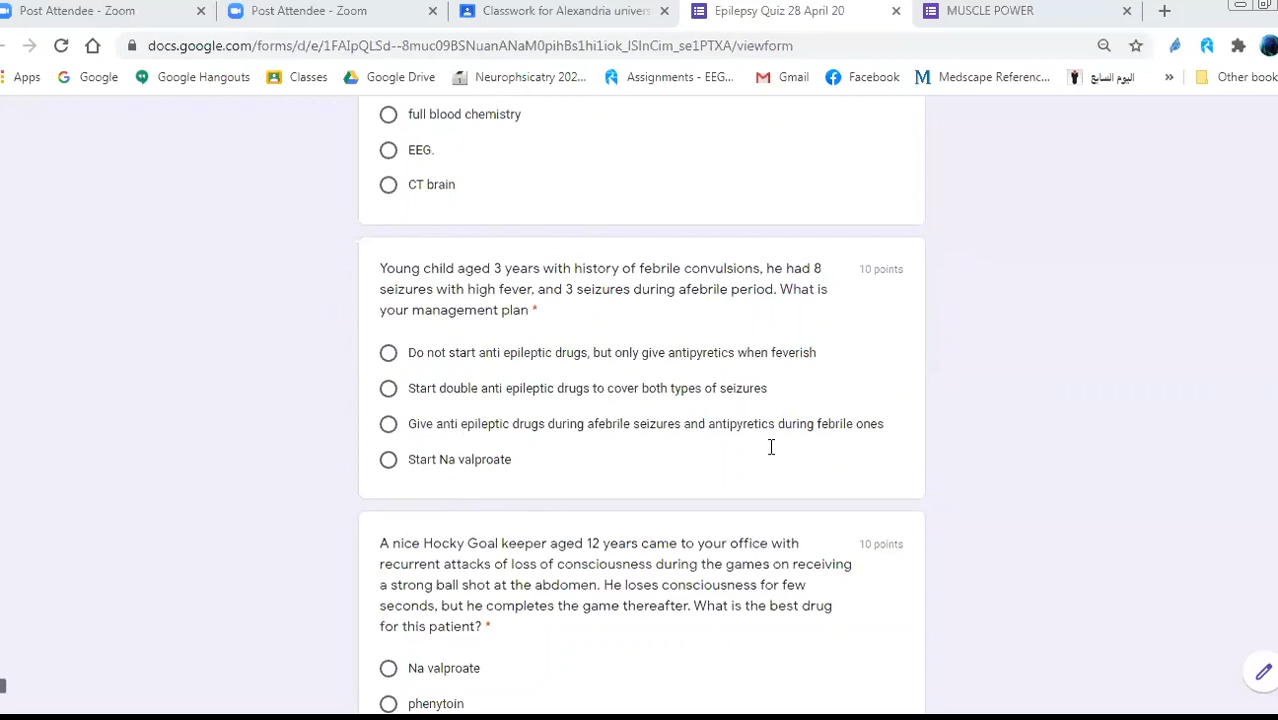 Post Attendee - Zoom
Post Attendee - Zoom
Classwork for Alexandria univers
Epilepsy Quiz 28 April 20
MUSCLE POWER
docs.google.com/forms/d/e/1FAIpQLSd--8muc09BSNuanANaM0pihBs1hi1iok_lSlnCim_se1PTXA/viewform
Apps
Google
Google Hangouts
Classes
Google Drive
Neurophsicatry 202...
Assignments - EEG...
Gmail
Facebook
Medscape Referenc...
اليوم السابع
Other book
full blood chemistry
EEG.
CT brain
Young child aged 3 years with history of febrile convulsions, he had 8
10 points
seizures with high fever, and 3 seizures during afebrile period. What is
your management plan *
Do not start anti epileptic drugs, but only give antipyretics when feverish
Start double anti epileptic drugs to cover both types of seizures
Give anti epileptic drugs during afebrile seizures and antipyretics during febrile ones
Start Na valproate
A nice Hocky Goal keeper aged 12 years came to your office with
10 points
recurrent attacks of loss of consciousness during the games on receiving
a strong ball shot at the abdomen. He loses consciousness for few
seconds, but he completes the game thereafter. What is the best drug
for this patient? *
Na valproate
phenytoin